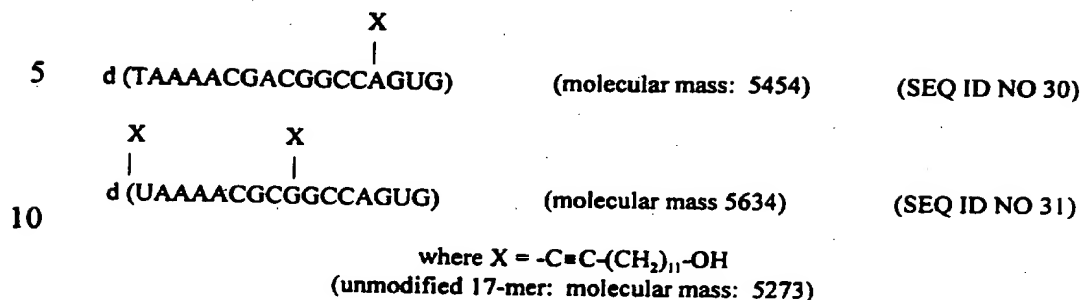 X
|
5 d (TAAAACGACGGCCAGUG) (molecular mass: 5454) (SEQ ID NO 30)
X X
| |
d (UAAAACGCGGCCAGUG) (molecular mass 5634) (SEQ ID NO 31)
10
where X = -C≡C-(CH₂)₁₁-OH
(unmodified 17-mer: molecular mass: 5273)